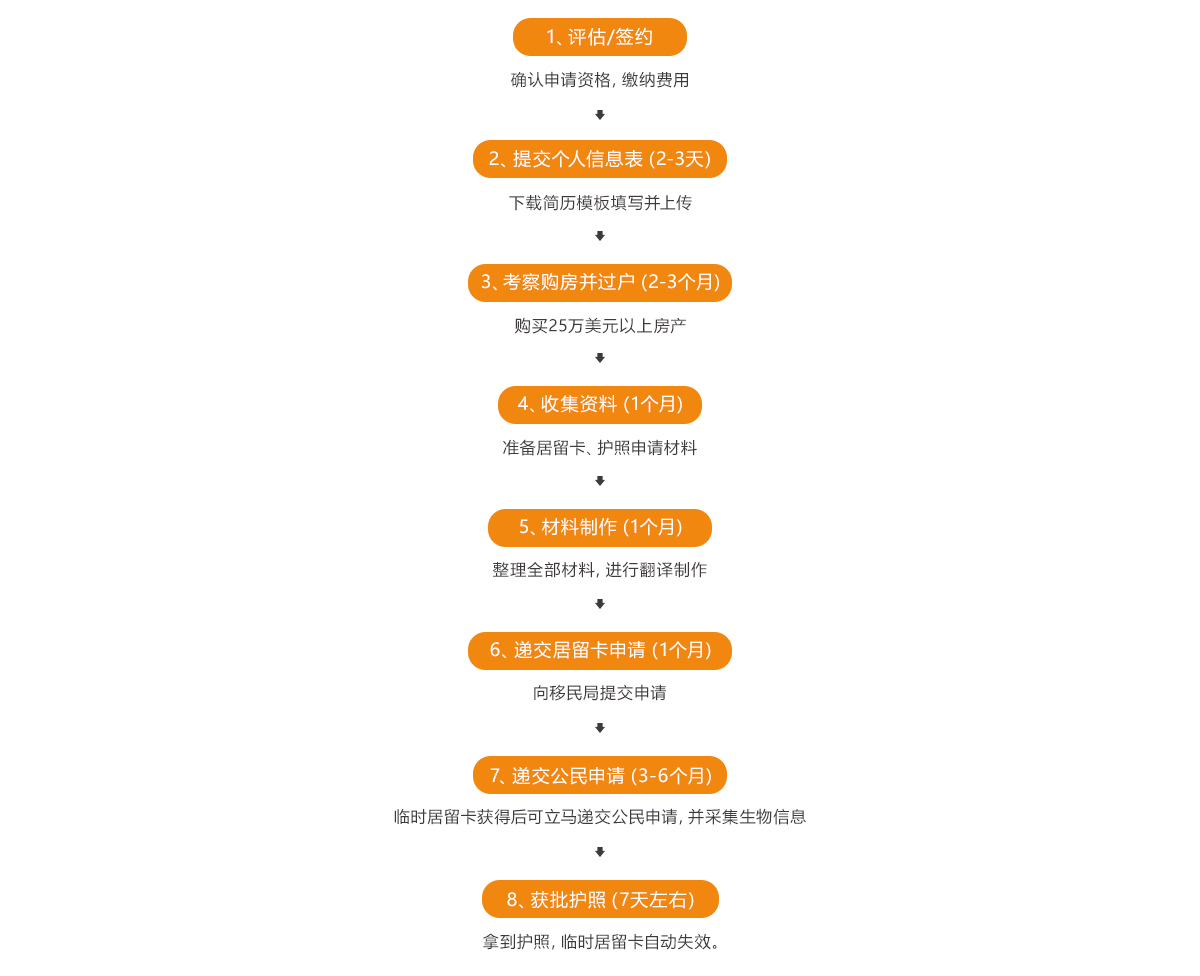 1、评估/签约
确认申请资格, 缴纳费用
2、提交个人信息表 (2-3天)
下载简历模板填写并上传
3、考察购房并过户 (2-3个月)
购买25万美元以上房产
4、收集资料 (1个月)
准备居留卡、护照申请材料
5、材料制作 (1个月)
整理全部材料, 进行翻译制作
6、递交居留卡申请 (1个月)
向移民局提交申请
7、递交公民申请 (3-6个月)
临时居留卡获得后可立马递交公民申请, 并采集生物信息
8、获批护照 (7天左右)
拿到护照, 临时居留卡自动失效。